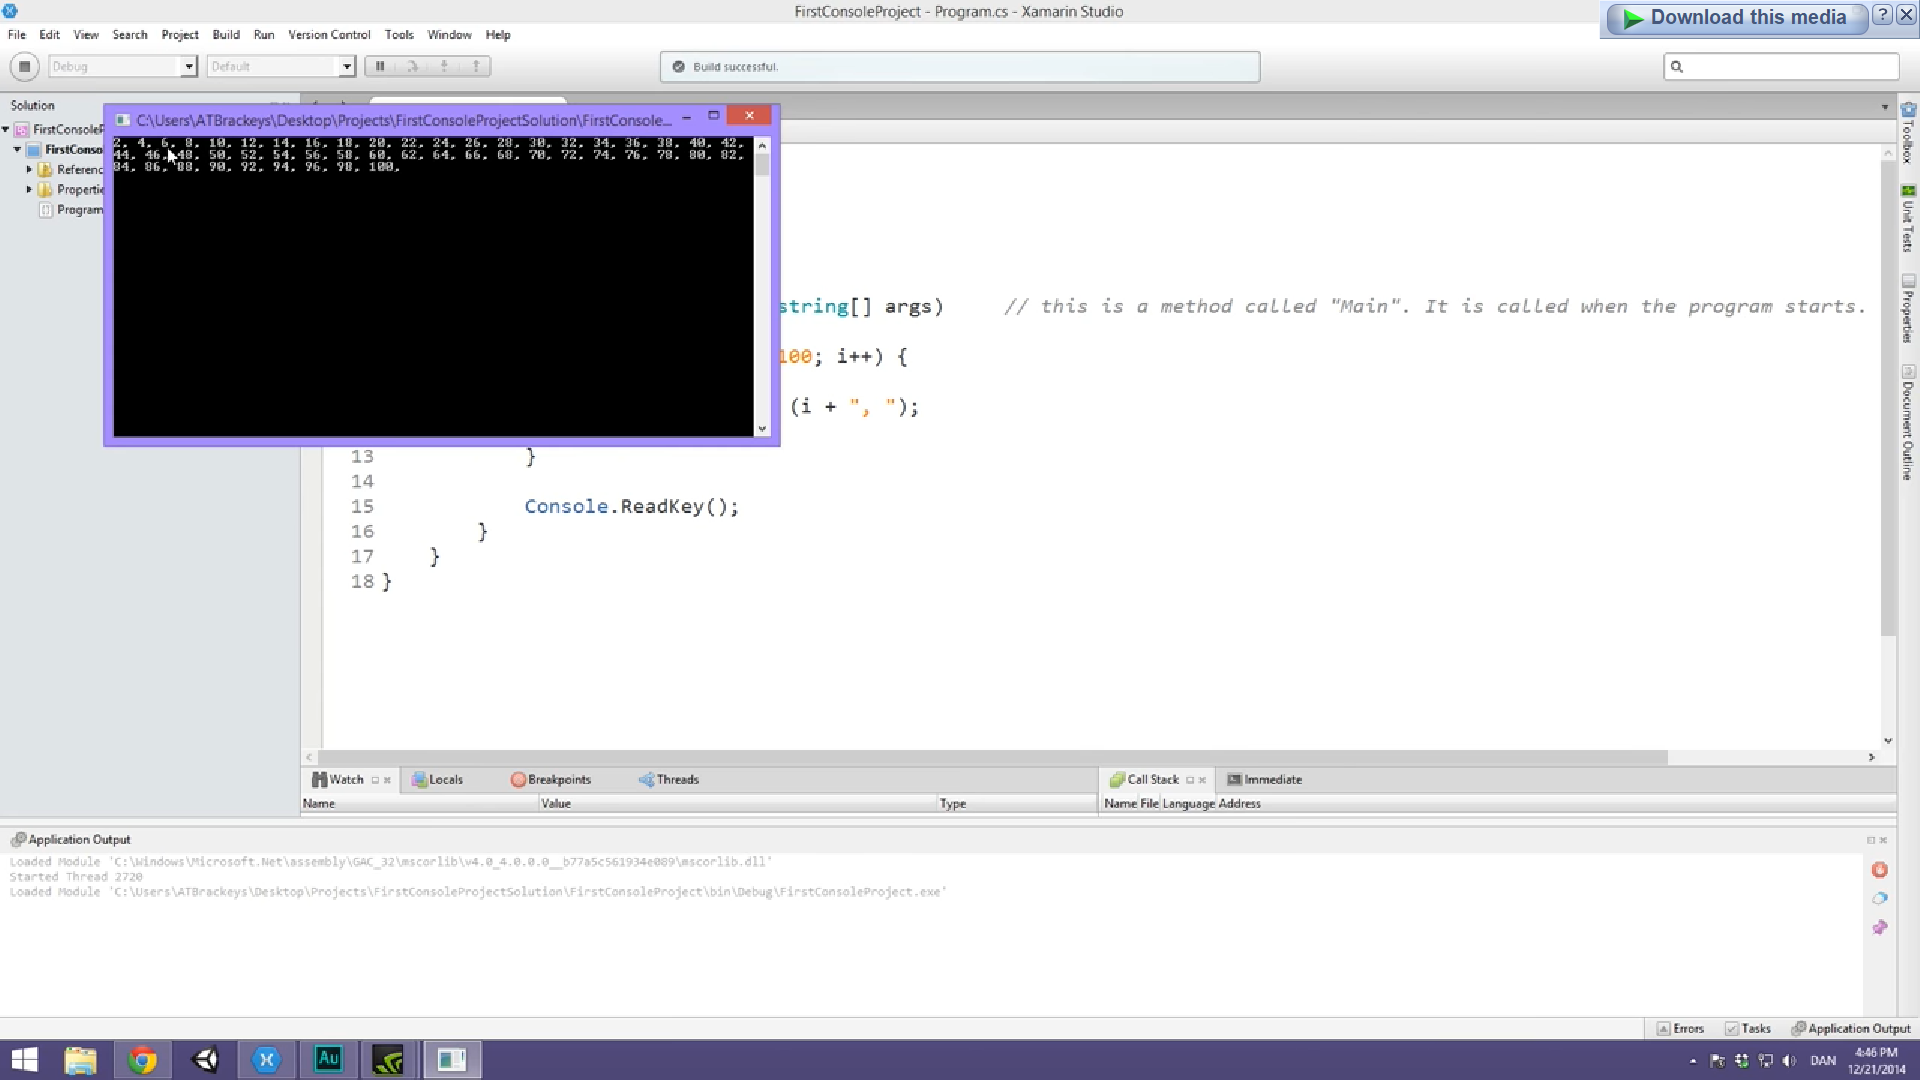 FirstConsoleProject - Program.cs - Xamarin Studio
Download this media
?
File Edit View Search Project Build Run Version Control Tools Window Help
Debug
Default
Build successful.
Solution
FirstConsoleP
FirstConso
Referenc
Propertie
Program
C:\Users\ATBrackeys\Desktop\Projects\FirstConsoleProjectSolution\FirstConsole...
2, 4, 6, 8, 10, 12, 14, 16, 18, 20, 22, 24, 26, 28, 30, 32, 34, 36, 38, 40, 42,
44, 46, 48, 50, 52, 54, 56, 58, 60, 62, 64, 66, 68, 70, 72, 74, 76, 78, 80, 82,
84, 86, 88, 90, 92, 94, 96, 98, 100,
string[] args) // this is a method called "Main". It is called when the program starts.
100; i++) {
(i + ", ");
13 }
14
15 Console.ReadKey();
16 }
17 }
18 }
Toolbox
Unit Tests
Properties
Document Outline
Watch Locals Breakpoints Threads
Name Value Type
Call Stack Immediate
Name File Language Address
Application Output
Loaded Module 'C:\Windows\Microsoft.Net\assembly\GAC_32\mscorlib\v4.0_4.0.0.0__b77a5c561934e089\mscorlib.dll'
Started Thread 2720
Loaded Module 'C:\Users\ATBrackeys\Desktop\Projects\FirstConsoleProjectSolution\FirstConsoleProject\bin\Debug\FirstConsoleProject.exe'
Errors Tasks Application Output
Au
DAN
4:46 PM
12/21/2014